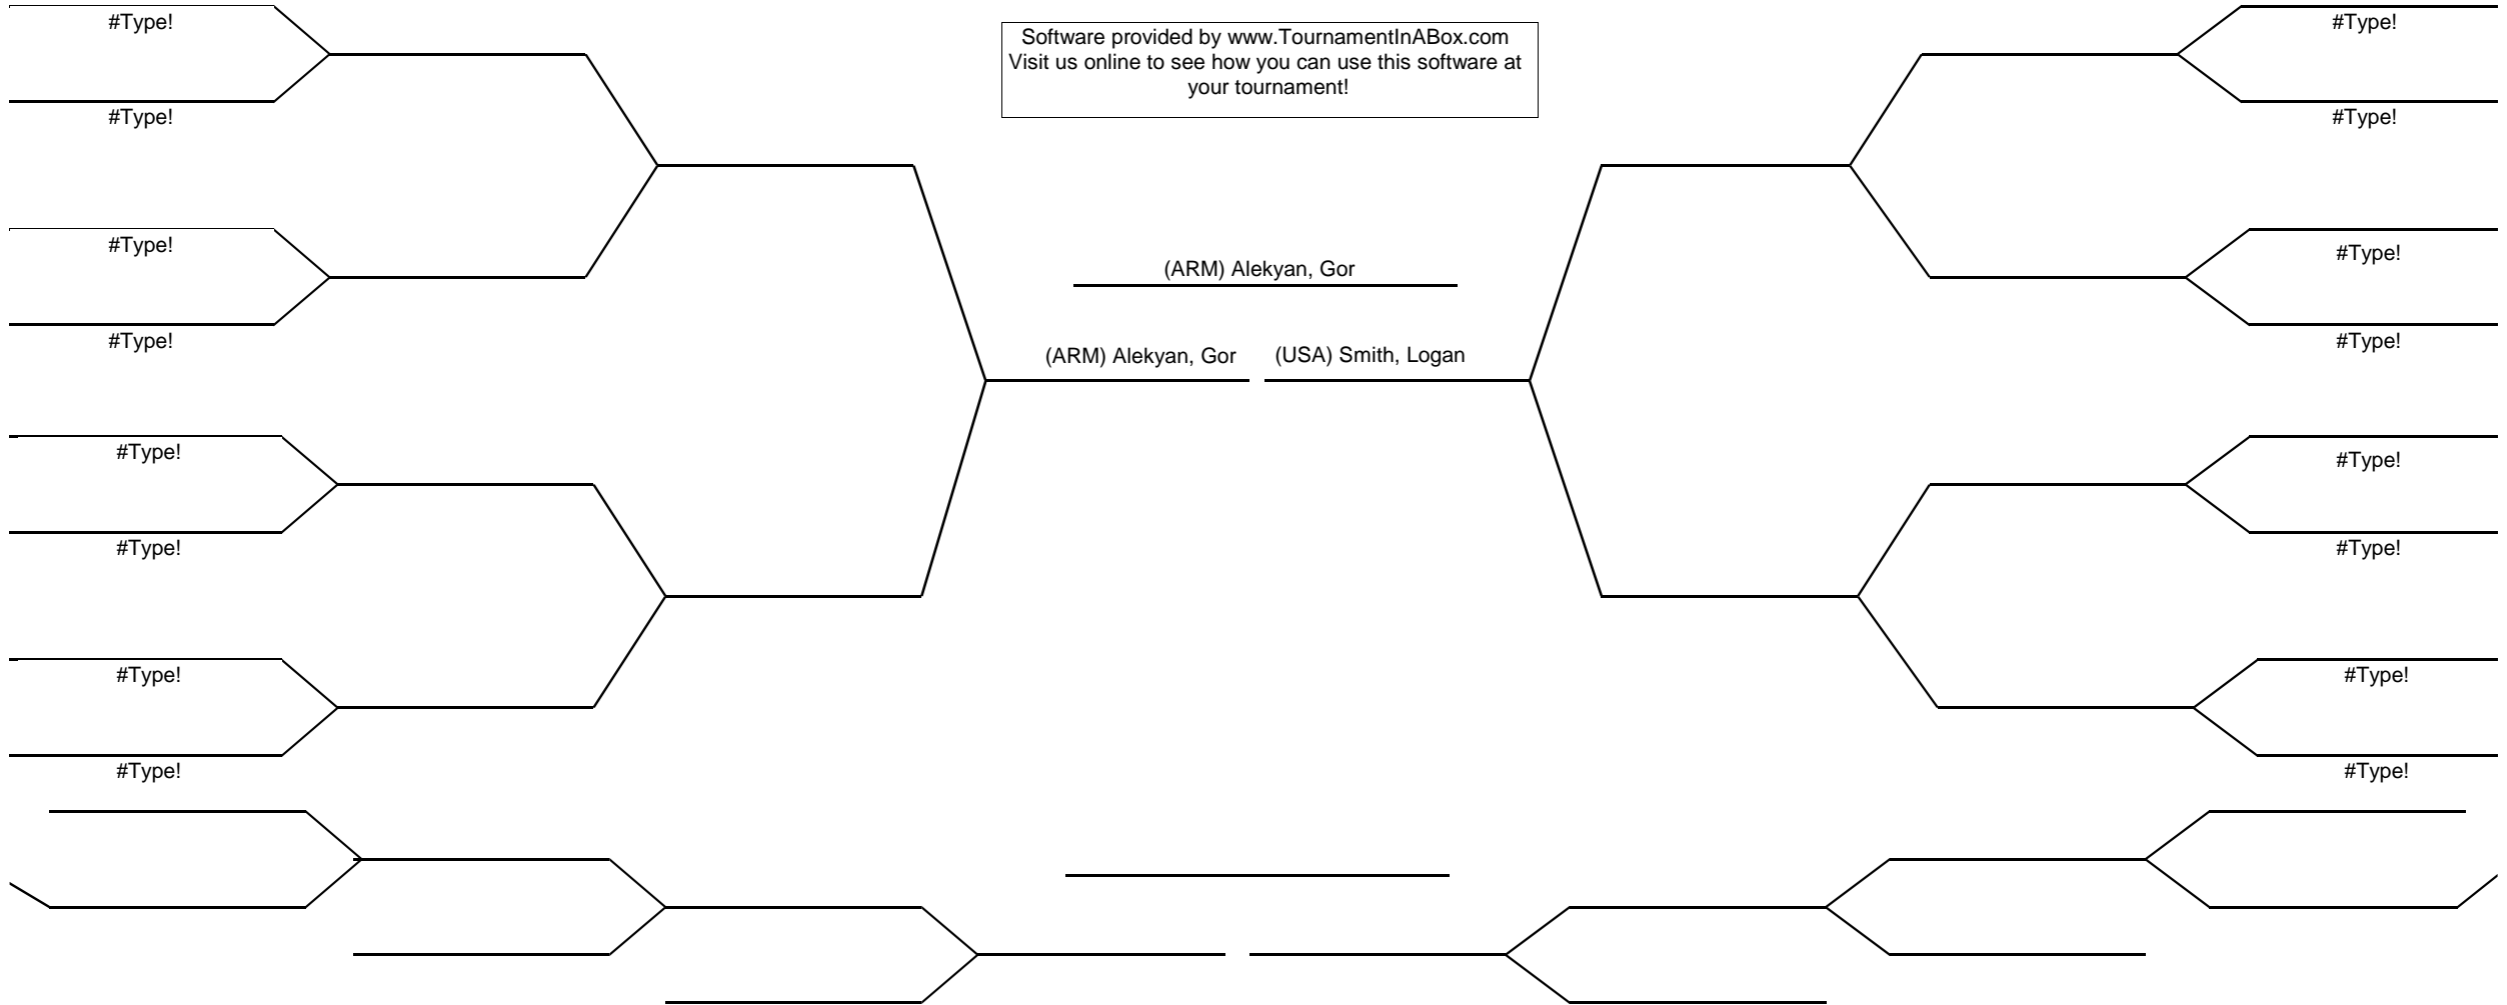 #Type!
#Type!
Software provided by www.TournamentInABox.com
Visit us online to see how you can use this software at
your tournament!
#Type!
#Type!
#Type!
#Type!
(ARM) Alekyan, Gor
#Type!
#Type!
(ARM) Alekyan, Gor
(USA) Smith, Logan
#Type!
#Type!
#Type!
#Type!
#Type!
#Type!
#Type!
#Type!